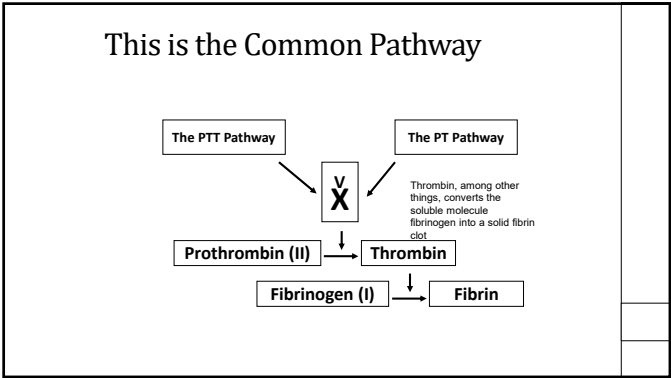 This is the Common Pathway
The PTT Pathway
The PT Pathway
V
X
Thrombin, among other
things, converts the
soluble molecule
fibrinogen into a solid fibrin
clot
Prothrombin (II)
Thrombin
Fibrinogen (I)
Fibrin